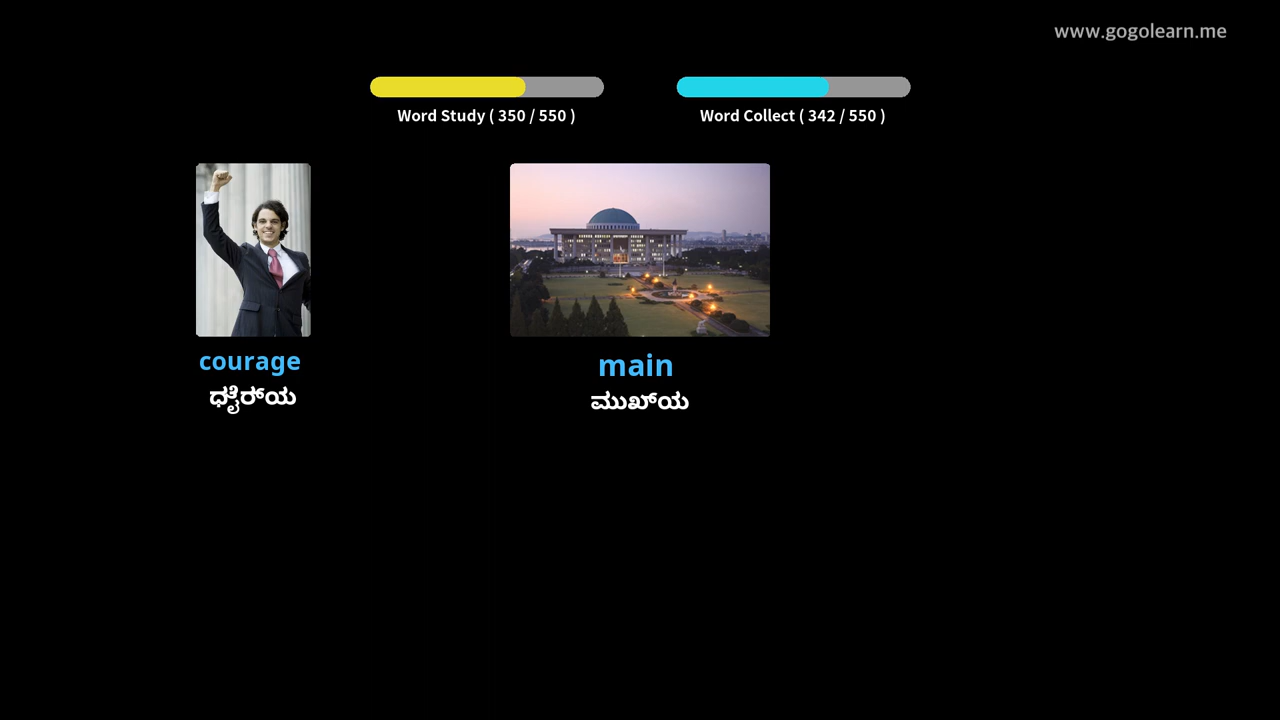 www.gogolearn.me
Word Study ( 350 / 550 )
Word Collect ( 342 / 550 )
courage
ಧೈರ್ಯ
main
ಮುಖ್ಯ